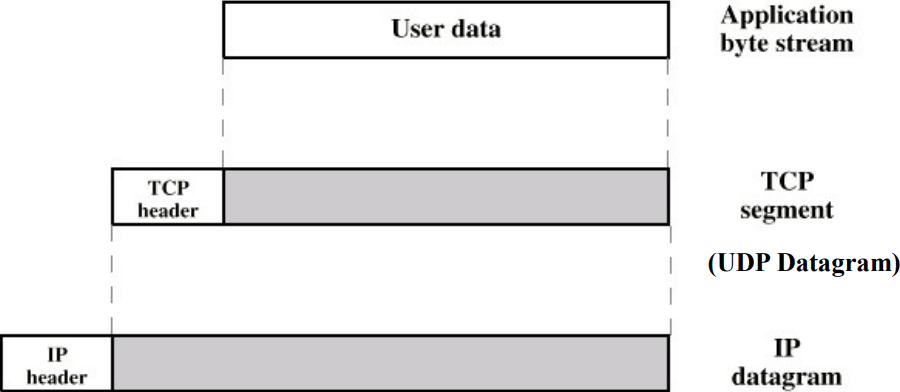 User data
Application
byte stream
TCP
header
TCP
segment
(UDP Datagram)
IP
header
IP
datagram